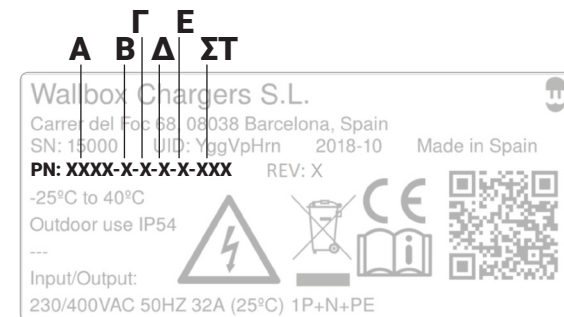 Γ Ε
Α Β Δ ΣΤ
Wallbox Chargers S.L.
Carrer del Foc 68, 08038 Barcelona, Spain
SN: 15000 UID: YggVpHrn 2018-10 Made in Spain
PN: XXXX-X-X-X-X-XXX REV: X
-25ºC to 40ºC
Outdoor use IP54
---
Input/Output:
230/400VAC 50HZ 32A (25ºC) 1P+N+PE
CE
i